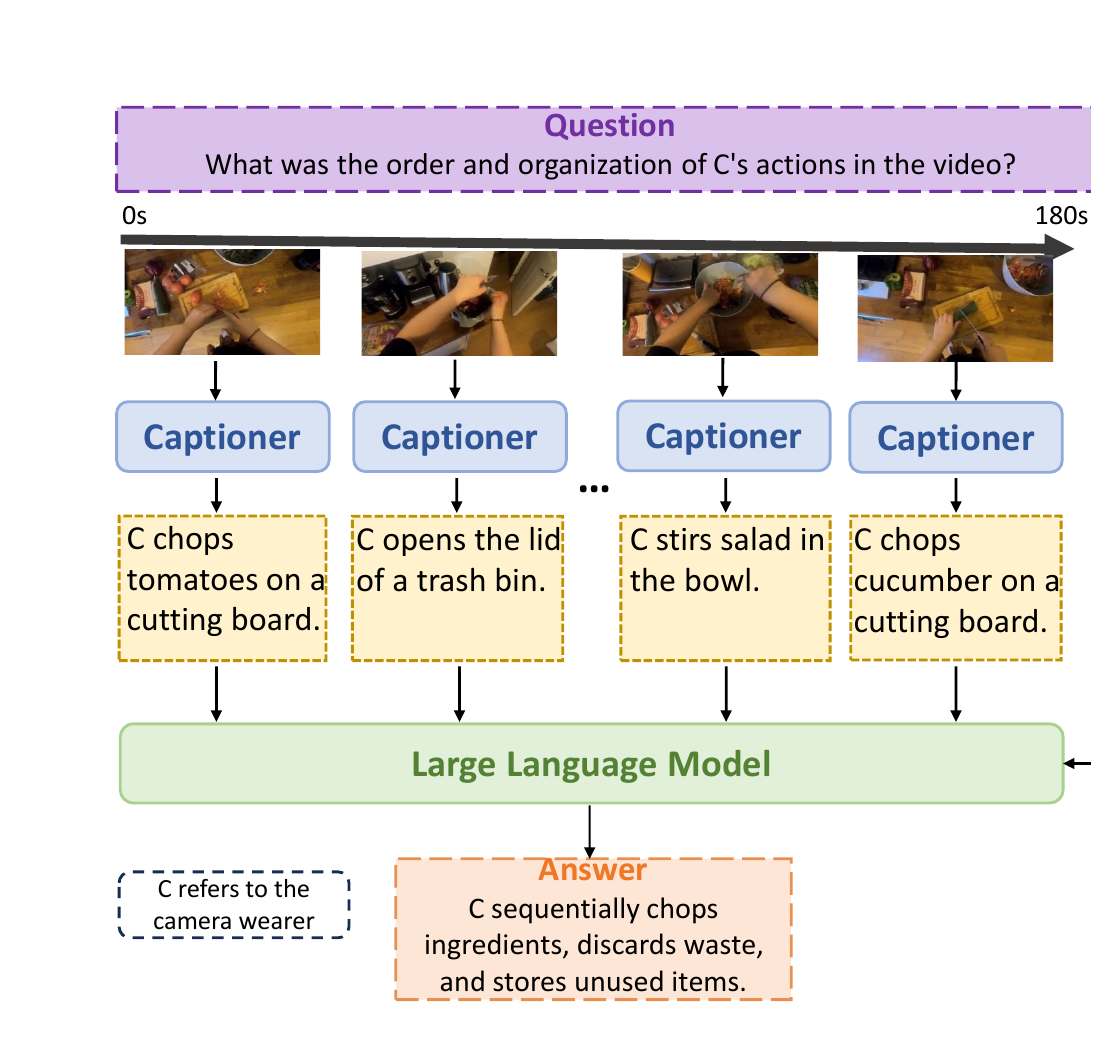 Question
What was the order and organization of C's actions in the video?
0s
180s
Captioner
Captioner
Captioner
Captioner
...
C chops
tomatoes on a
cutting board.
C opens the lid
of a trash bin.
C stirs salad in
the bowl.
C chops
cucumber on a
cutting board.
Large Language Model
C refers to the
camera wearer
Answer
C sequentially chops
ingredients, discards waste,
and stores unused items.